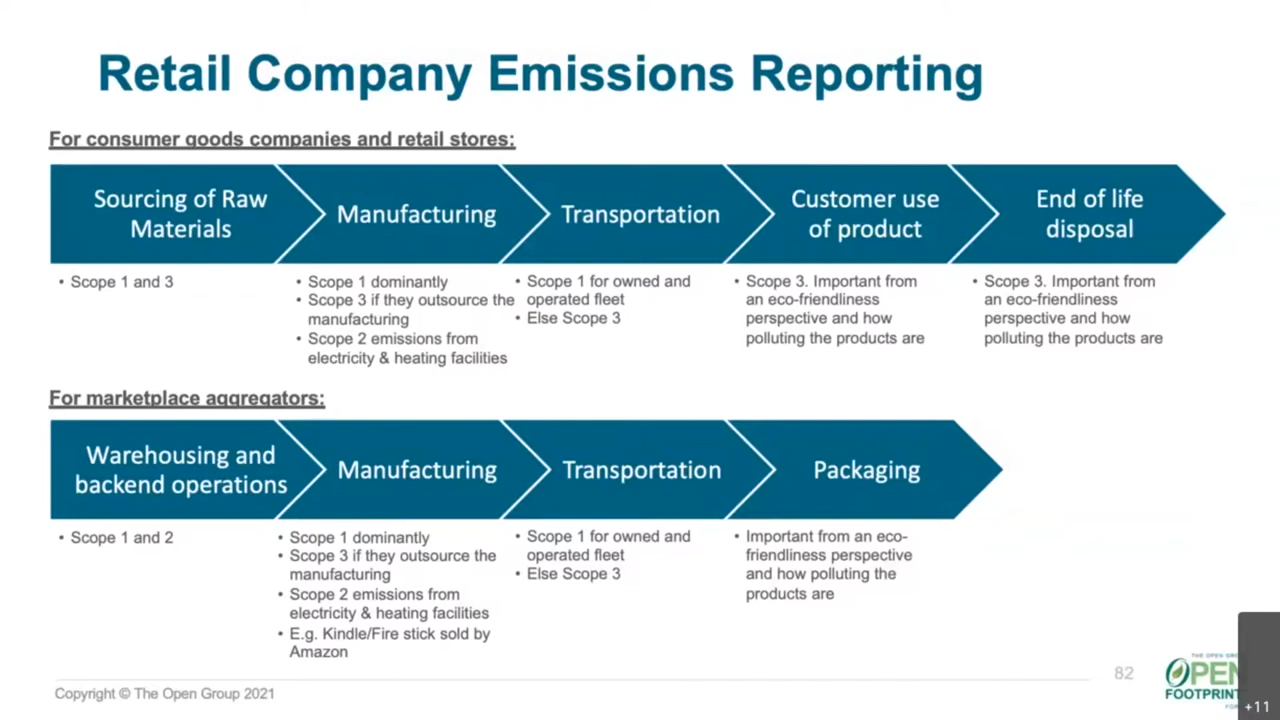 Retail Company Emissions Reporting
For consumer goods companies and retail stores:
Sourcing of Raw
Materials
Manufacturing
Transportation
Customer use
of product
End of life
disposal
• Scope 1 and 3
• Scope 1 dominantly
• Scope 3 if they outsource the
manufacturing
• Scope 2 emissions from
electricity & heating facilities
• Scope 1 for owned and
operated fleet
• Else Scope 3
• Scope 3. Important from
an eco-friendliness
perspective and how
polluting the products are
• Scope 3. Important from
an eco-friendliness
perspective and how
polluting the products are
For marketplace aggregators:
Warehousing and
backend operations
Manufacturing
Transportation
Packaging
• Scope 1 and 2
• Scope 1 dominantly
• Scope 3 if they outsource the
manufacturing
• Scope 2 emissions from
electricity & heating facilities
• E.g. Kindle/Fire stick sold by
Amazon
• Scope 1 for owned and
operated fleet
• Else Scope 3
• Important from an eco-
friendliness perspective
and how polluting the
products are
Copyright © The Open Group 2021
82
THE OPEN
OPEN
FOOTPRINT
+11